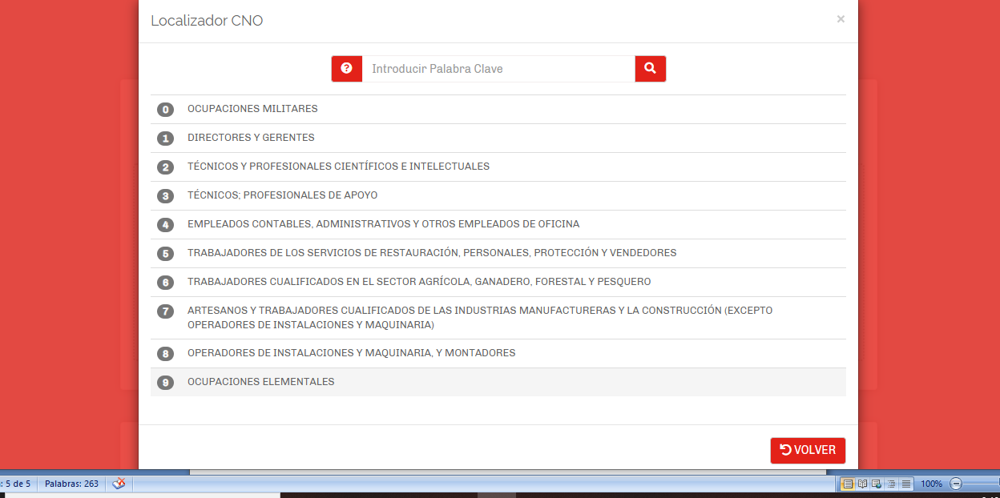 Localizador CNO
×
Introducir Palabra Clave
0 OCUPACIONES MILITARES
1 DIRECTORES Y GERENTES
2 TÉCNICOS Y PROFESIONALES CIENTÍFICOS E INTELECTUALES
3 TÉCNICOS; PROFESIONALES DE APOYO
4 EMPLEADOS CONTABLES, ADMINISTRATIVOS Y OTROS EMPLEADOS DE OFICINA
5 TRABAJADORES DE LOS SERVICIOS DE RESTAURACIÓN, PERSONALES, PROTECCIÓN Y VENDEDORES
6 TRABAJADORES CUALIFICADOS EN EL SECTOR AGRÍCOLA, GANADERO, FORESTAL Y PESQUERO
7 ARTESANOS Y TRABAJADORES CUALIFICADOS DE LAS INDUSTRIAS MANUFACTURERAS Y LA CONSTRUCCIÓN (EXCEPTO
OPERADORES DE INSTALACIONES Y MAQUINARIA)
8 OPERADORES DE INSTALACIONES Y MAQUINARIA, Y MONTADORES
9 OCUPACIONES ELEMENTALES
VOLVER
: 5 de 5 Palabras: 263 100%